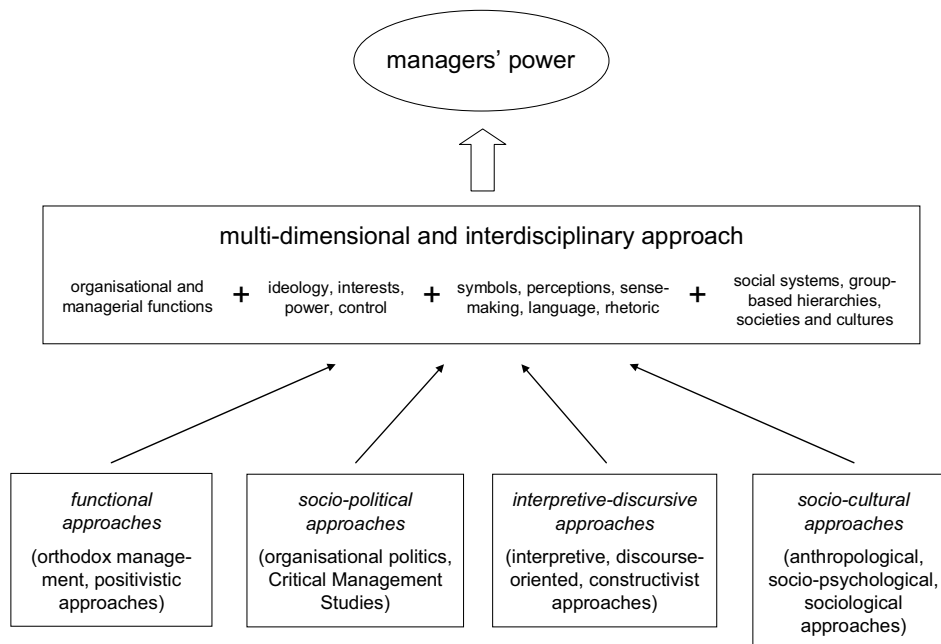 managers’ power
multi-dimensional and interdisciplinary approach
organisational and
managerial functions
+
ideology, interests,
power, control
+
symbols, perceptions, sense-
making, language, rhetoric
+
social systems, group-
based hierarchies,
societies and cultures
functional
approaches
(orthodox manage-
ment, positivistic
approaches)
socio-political
approaches
(organisational politics,
Critical Management
Studies)
interpretive-discursive
approaches
(interpretive, discourse-
oriented, constructivist
approaches)
socio-cultural
approaches
(anthropological,
socio-psychological,
sociological
approaches)